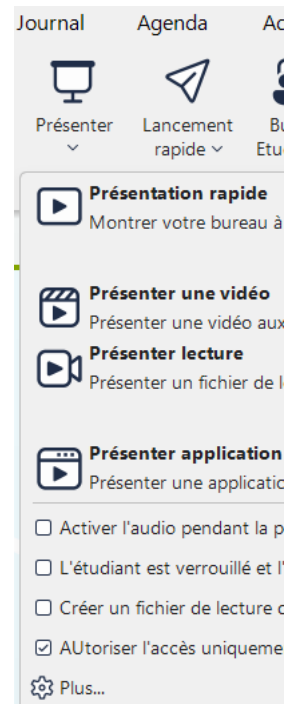 Journal Agenda
Présenter Lancement
rapide
Présentation rapide
Montrer votre bureau à
Présenter une vidéo
Présenter une vidéo aux
Présenter lecture
Présenter un fichier de
Présenter application
Présenter une
Activer l'audio pendant la
L'étudiant est verrouillé et
Créer un fichier de lecture
AUtoriser l'accès
Plus...